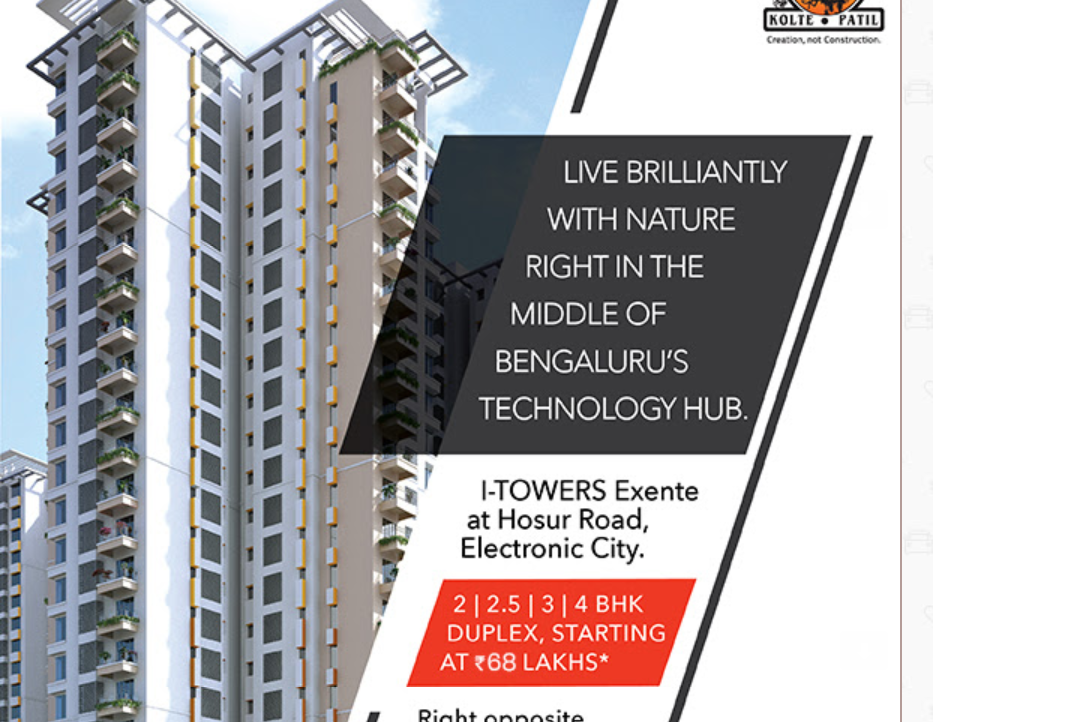 KOLTE • PATIL
Creation, not Construction.
LIVE BRILLIANTLY
WITH NATURE
RIGHT IN THE
MIDDLE OF
BENGALURU'S
TECHNOLOGY HUB.
I-TOWERS Exente
at Hosur Road,
Electronic City.
2 | 2.5 | 3 | 4 BHK
DUPLEX, STARTING
AT ₹68 LAKHS*
Right opposite